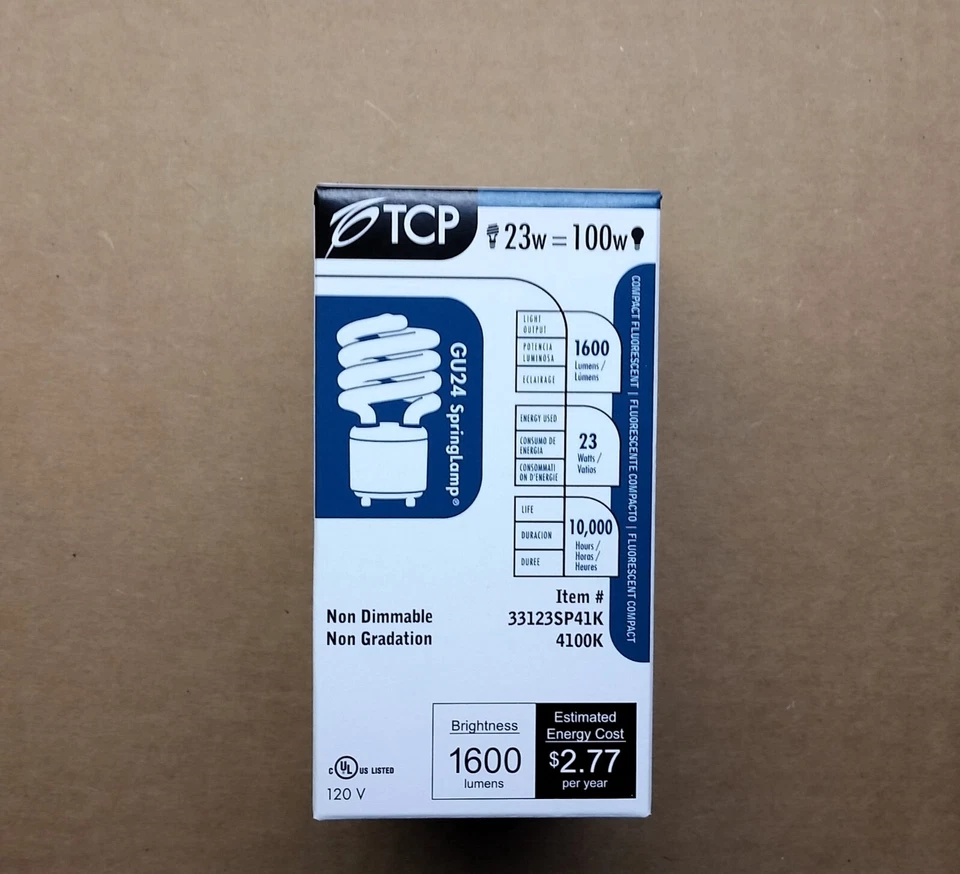 TCP
23w = 100w
GU24 SpringLamp®
LIGHT
OUTPUT
POTENCIA
LUMINOSA
ECLAIRAGE
1600
Lumens /
Lúmens
ENERGY USED
CONSUMO DE
ENERGIA
CONSOMMATI
ON D'ENERGIE
23
Watts /
Vatios
LIFE
DURACION
DUREE
10,000
Hours /
Horas /
Heures
COMPACT FLUORESCENT | FLUORESCENTE COMPACTO | FLUORESCENT COMPACT
Non Dimmable
Non Gradation
Item #
33123SP41K
4100K
Brightness
1600
lumens
Estimated
Energy Cost
$2.77
per year
C UL US LISTED
120 V